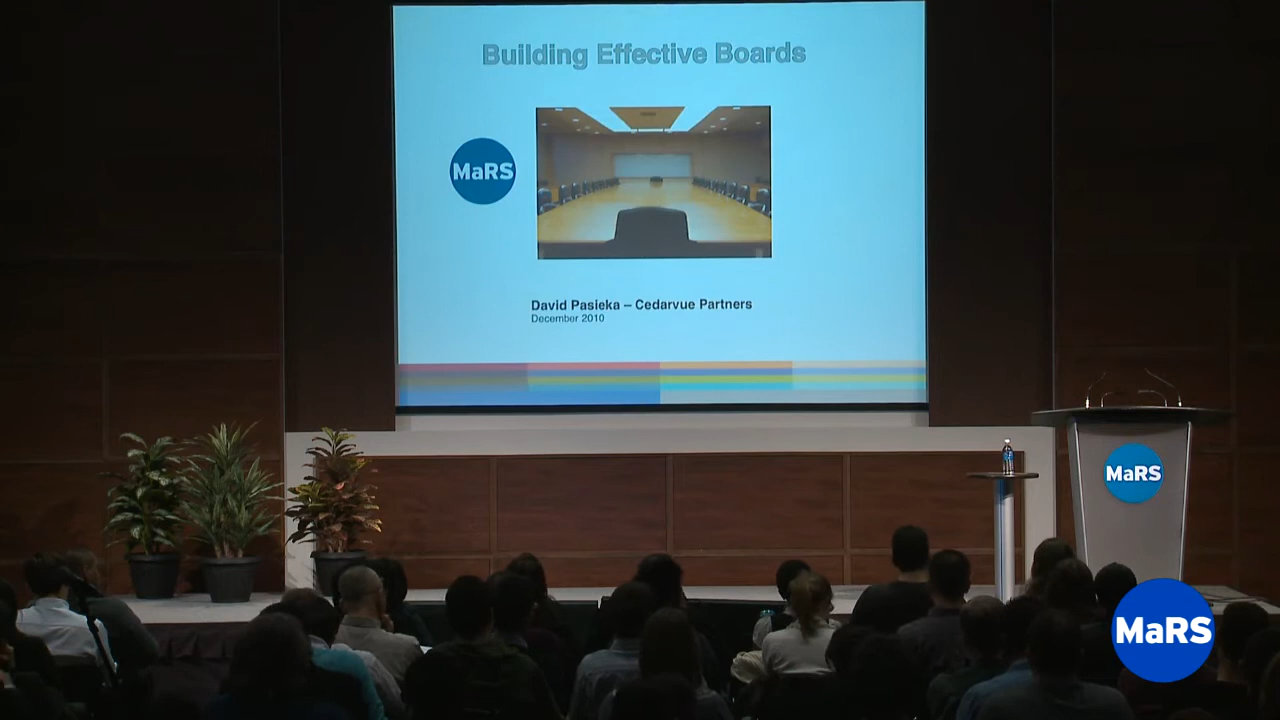 Building Effective Boards
MaRS
David Pasieka – Cedarvue Partners
December 2010
MaRS
MaRS